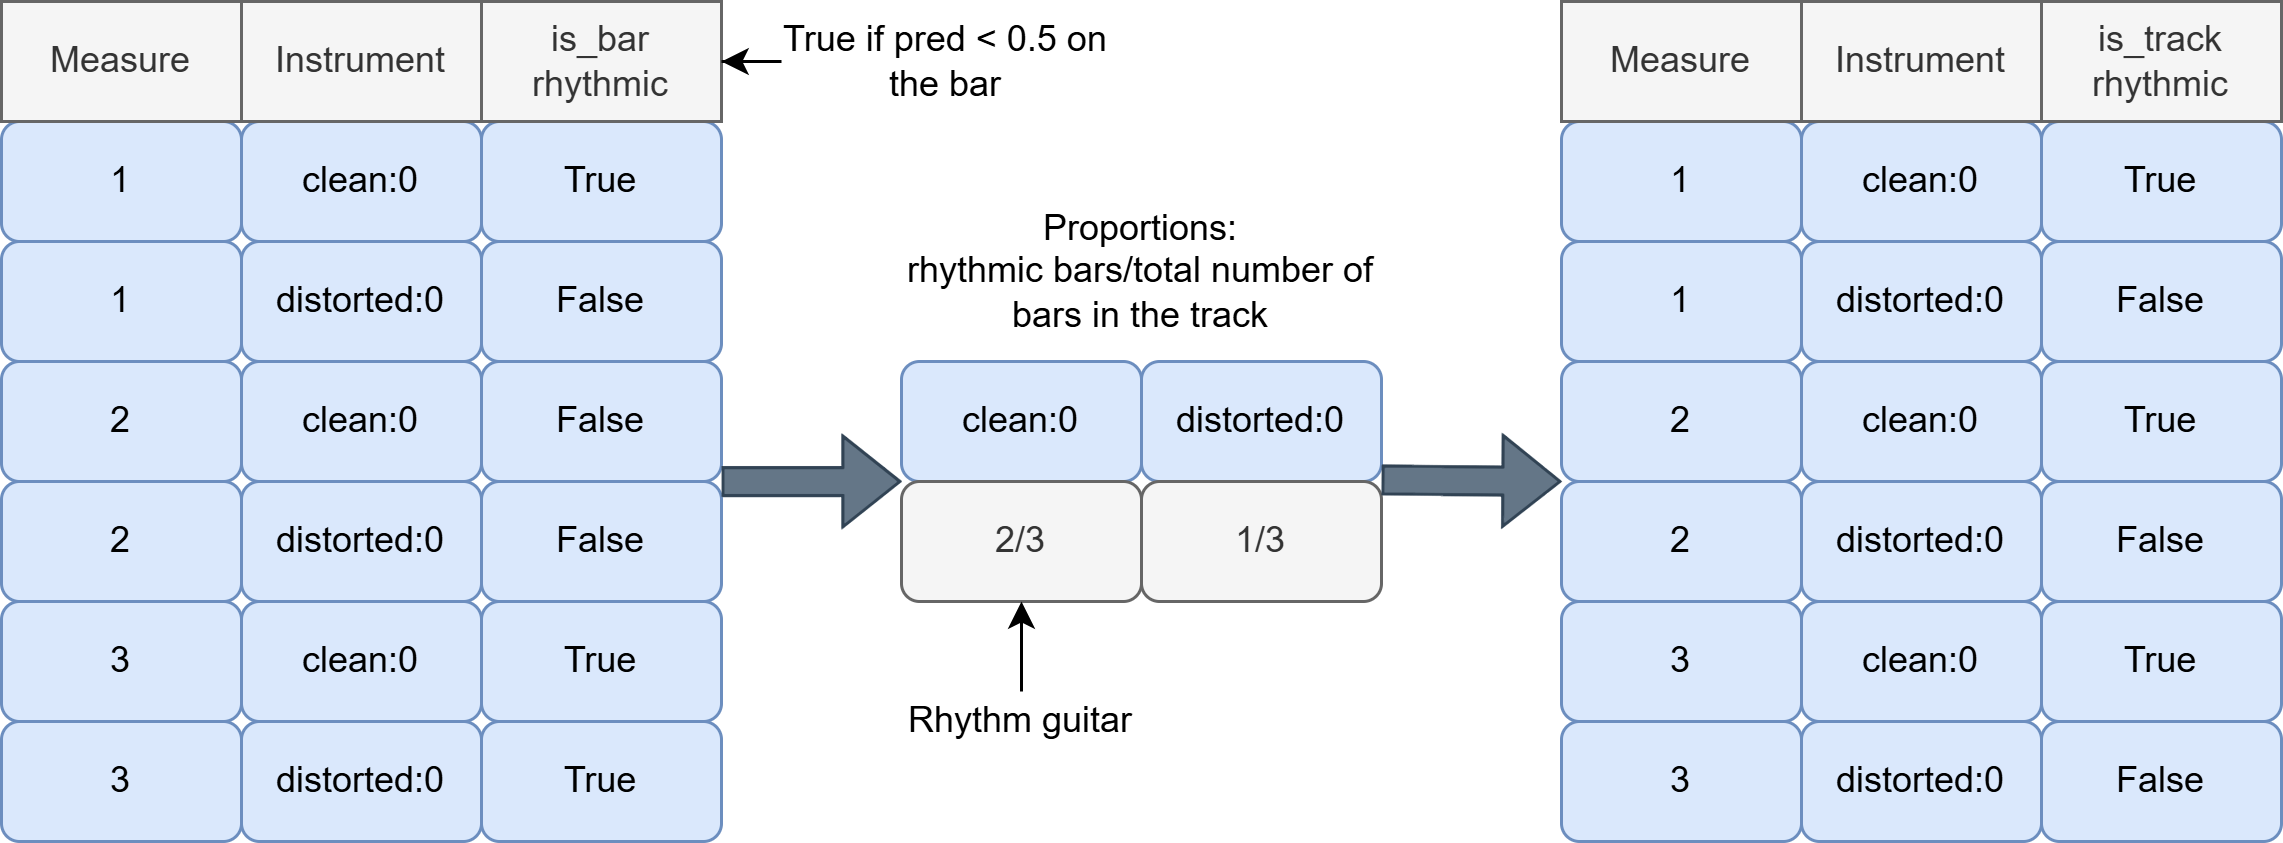 Measure Instrument is_bar rhythmic
True if pred < 0.5 on
the bar
1 clean:0 True
1 distorted:0 False
2 clean:0 False
2 distorted:0 False
3 clean:0 True
3 distorted:0 True
Proportions:
rhythmic bars/total number of
bars in the track
clean:0 distorted:0
2/3 1/3
Rhythm guitar
Measure Instrument is_track rhythmic
1 clean:0 True
1 distorted:0 False
2 clean:0 True
2 distorted:0 False
3 clean:0 True
3 distorted:0 False